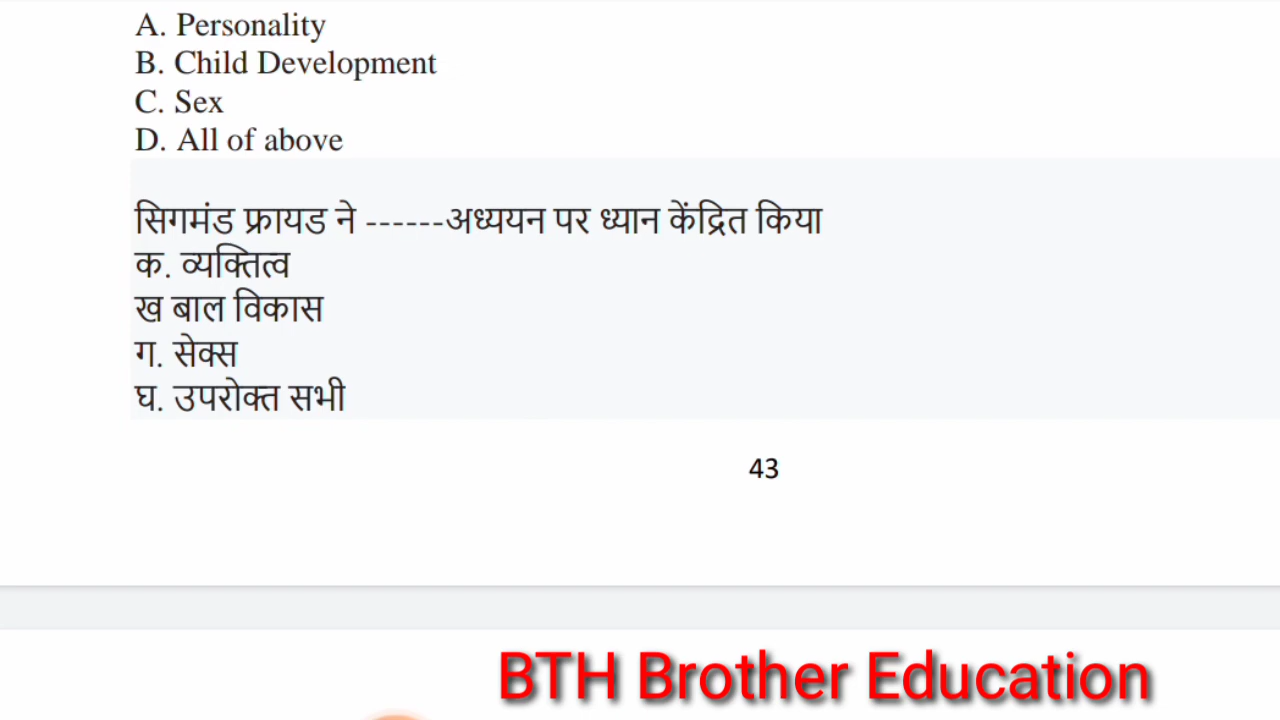 A. Personality
B. Child Development
C. Sex
D. All of above
सिगमंड फ्रायड ने ------अध्ययन पर ध्यान केंद्रित किया
क. व्यक्तित्व
ख बाल विकास
ग. सेक्स
घ. उपरोक्त सभी
43
BTH Brother Education